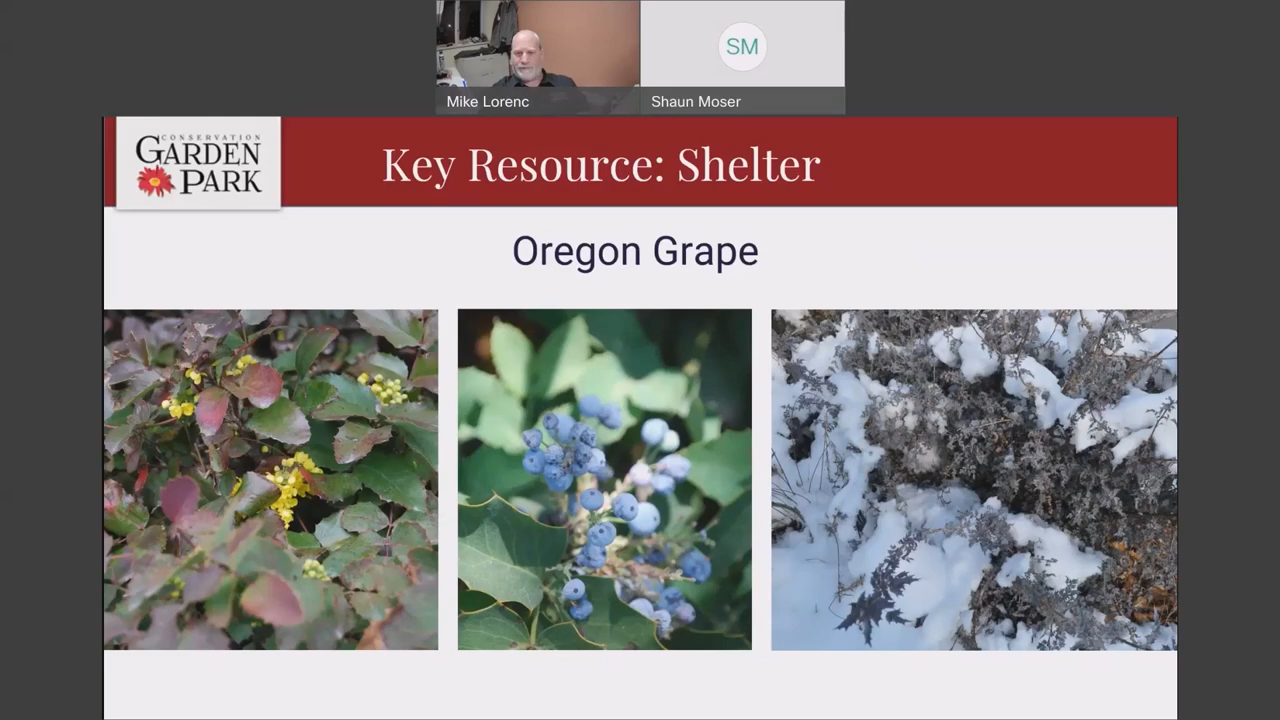 SM
Mike Lorenc
Shaun Moser
CONSERVATION
GARDEN
PARK
Key Resource: Shelter
Oregon Grape